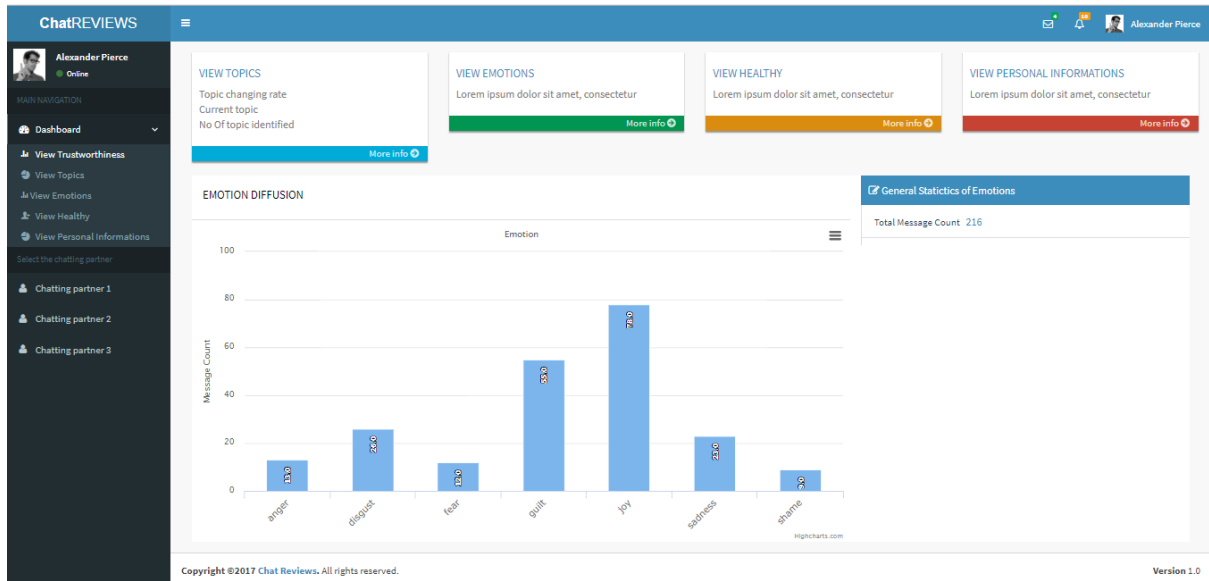 ChatREVIEWS
4
10
Alexander Pierce
Alexander Pierce
Online
MAIN NAVIGATION
Dashboard
View Trustworthiness
View Topics
View Emotions
View Healthy
View Personal Informations
Select the chatting partner
Chatting partner 1
Chatting partner 2
Chatting partner 3
VIEW TOPICS
Topic changing rate
Current topic
No Of topic identified
More info
VIEW EMOTIONS
Lorem ipsum dolor sit amet, consectetur
More info
VIEW HEALTHY
Lorem ipsum dolor sit amet, consectetur
More info
VIEW PERSONAL INFORMATIONS
Lorem ipsum dolor sit amet, consectetur
More info
EMOTION DIFFUSION
Emotion
Message Count
100
80
60
40
20
0
13.0
26.0
12.0
55.0
78.0
23.0
9.0
anger
disgust
fear
guilt
joy
sadness
shame
Highcharts.com
General Statictics of Emotions
Total Message Count 216
Copyright ©2017 Chat Reviews. All rights reserved.
Version 1.0